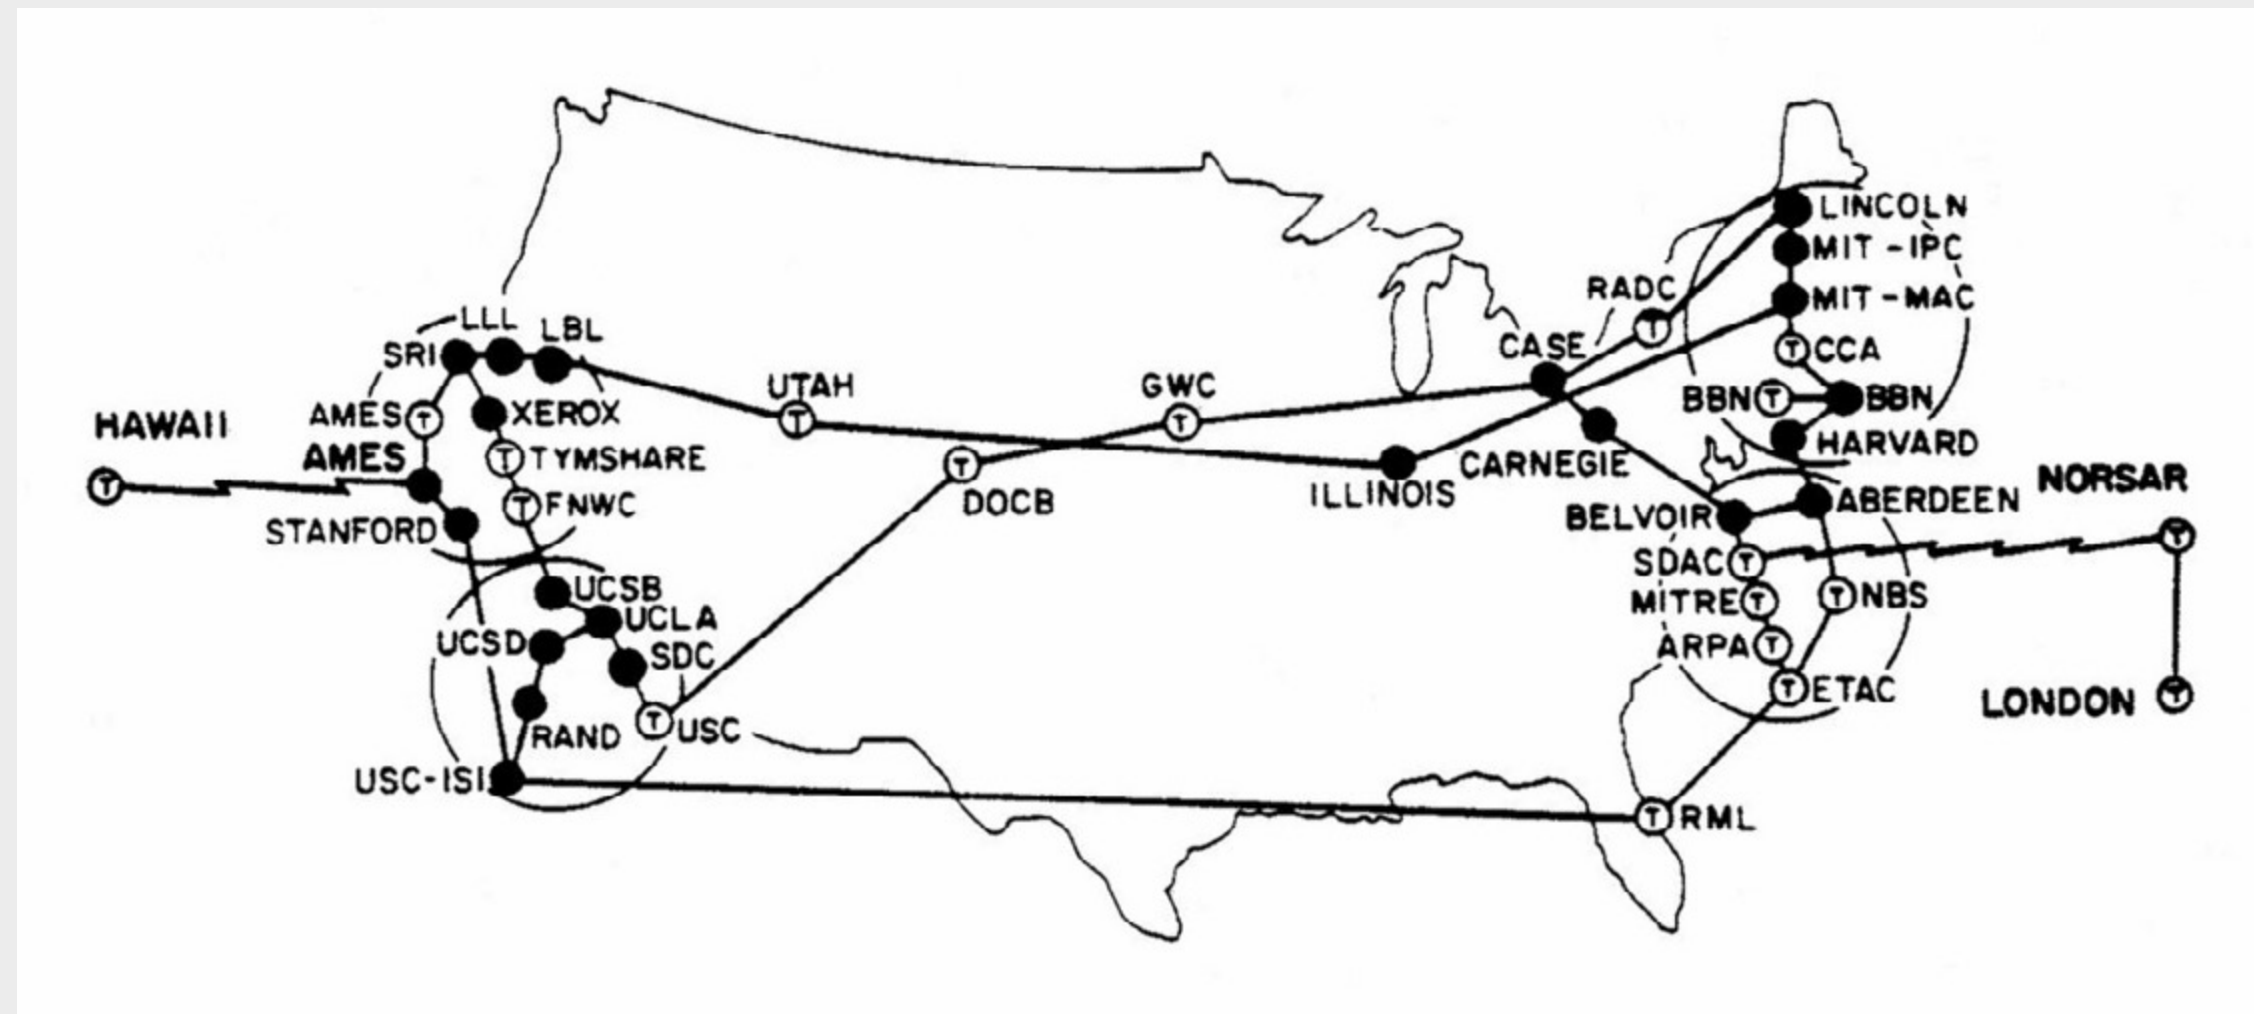 LINCOLN
MIT-IPC
RADC
MIT-MAC
LLL
LBL
SRI
CASE
T
CCA
T
UTAH
GWC
AMES
T
XEROX
T
T
BBN
T
BBN
HAWAII
HARVARD
AMES
T
TYMSHARE
T
DOCB
CARNEGIE
ILLINOIS
NORSAR
T
T
FNWC
ABERDEEN
STANFORD
BELVOIR
T
SDAC
T
UCSB
MITRE
T
T
NBS
UCLA
UCSD
SDC
ARPA
T
T
ETAC
LONDON
T
RAND
T
USC
USC-ISI
T
RML